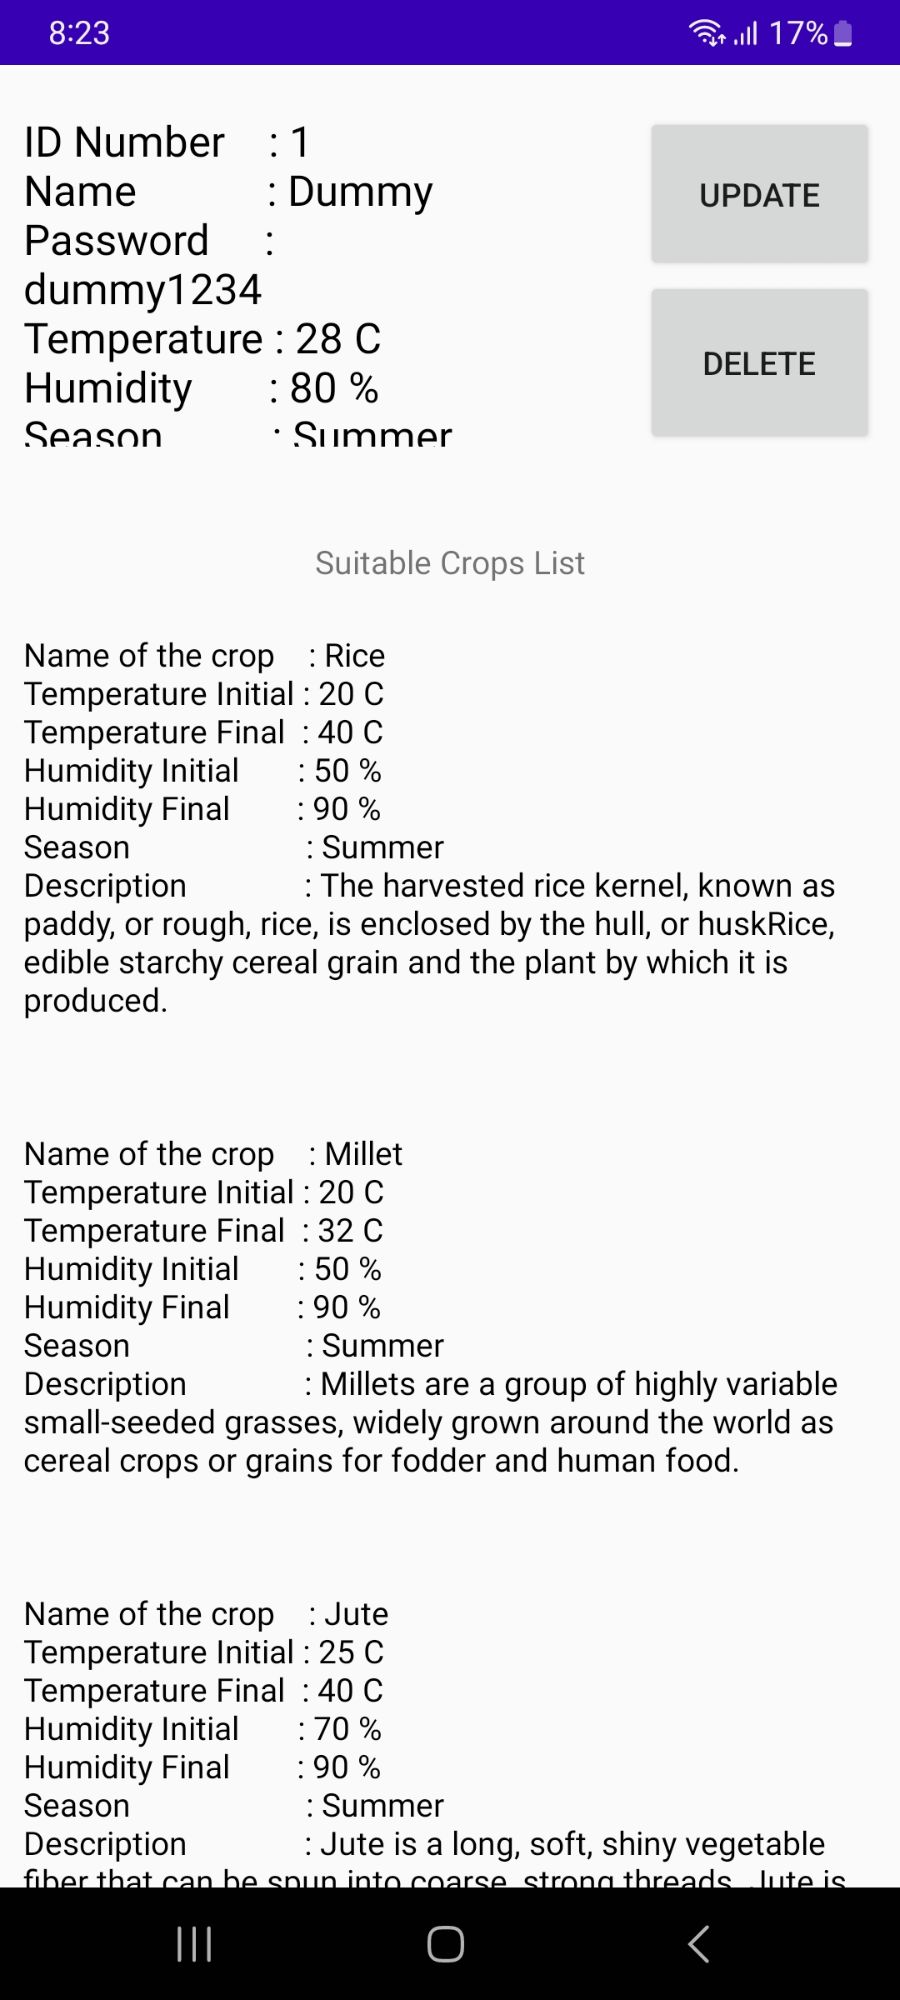 8:23 17%
ID Number : 1
Name : Dummy
Password :
dummy1234
Temperature : 28 C
Humidity : 80 %
Season : Summer
UPDATE
DELETE
Suitable Crops List
Name of the crop : Rice
Temperature Initial : 20 C
Temperature Final : 40 C
Humidity Initial : 50 %
Humidity Final : 90 %
Season : Summer
Description : The harvested rice kernel, known as
paddy, or rough, rice, is enclosed by the hull, or huskRice,
edible starchy cereal grain and the plant by which it is
produced.
Name of the crop : Millet
Temperature Initial : 20 C
Temperature Final : 32 C
Humidity Initial : 50 %
Humidity Final : 90 %
Season : Summer
Description : Millets are a group of highly variable
small-seeded grasses, widely grown around the world as
cereal crops or grains for fodder and human food.
Name of the crop : Jute
Temperature Initial : 25 C
Temperature Final : 40 C
Humidity Initial : 70 %
Humidity Final : 90 %
Season : Summer
Description : Jute is a long, soft, shiny vegetable
fiber that can be spun into coarse, strong threads. Jute is